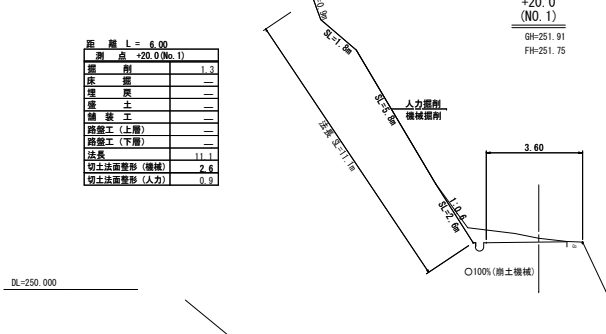 +20.0
(NO. 1)
GH=251.91
FH=251.75
距 離 L = 6.00
測 点 +20.0(No.1)
掘 削 1.3
床 掘 —
埋 戻 —
盛 土 —
舗 装 工 —
路盤工(上層) —
路盤工(下層) —
法長 11.1
切土法面整形(機械) 2.6
切土法面整形(人力) 0.9
SL=1.8m
SL=5.8m
人力掘削
機械掘削
法長 SL=11.1m
1:0.6
SL=2.6m
3.60
○100%(崩土機械)
DL=250.000